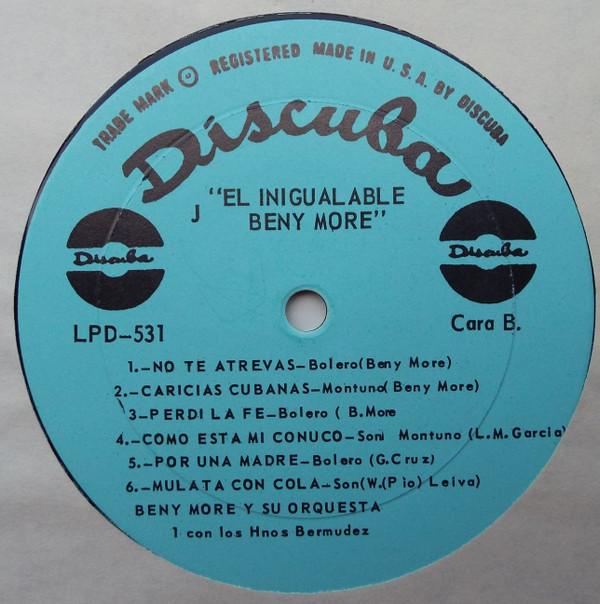 TRADE MARK REGISTERED MADE IN U.S.A. BY DISCUBA
Discuba
J "EL INIGUALABLE
BENY MORE"
Discuba
Discuba
LPD-531
Cara B.
1.-NO TE ATREVAS-Bolero(Beny More)
2.-CARICIAS CUBANAS-Montuno( Beny More)
3-PERDI LA FE-Bolero ( B.More
4.-COMO ESTA MI CONUCO-Soni Montuno (L.M.Garcia)
5.-POR UNA MADRE-Bolero (G.Cruz)
6.-MULATA CON COLA-Son(W.(Pio) Leiva)
BENY MORE Y SU ORQUESTA
1 con los Hnos Bermudez